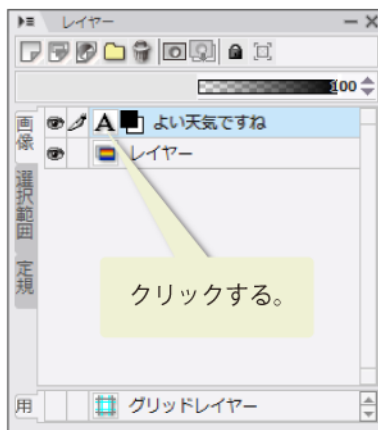 レイヤー
100
画像
A よい天気ですね
レイヤー
選択範囲
定規
クリックする。
用
グリッドレイヤー